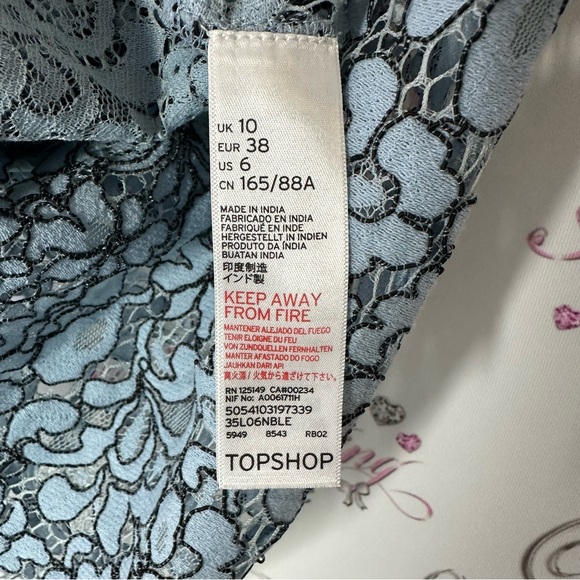 UK 10
EUR 38
US 6
CN 165/88A
MADE IN INDIA
FABRICADO EN INDIA
FABRIQUÉ EN INDE
HERGESTELLT IN INDIEN
PRODUTO DA ÍNDIA
BUATAN INDIA
印度制造
インド製
KEEP AWAY
FROM FIRE
MANTENER ALEJADO DEL FUEGO
TENIR ELOIGNE DU FEU
VON ZUNDQUELLEN FERNHALTEN
MANTER AFASTADO DO FOGO
JAUHKAN DARI API
RN 125149 CA#00234
NIF No: A0061711H
5054103197339
35L06NBLE
5949 8543 RB02
TOPSHOP